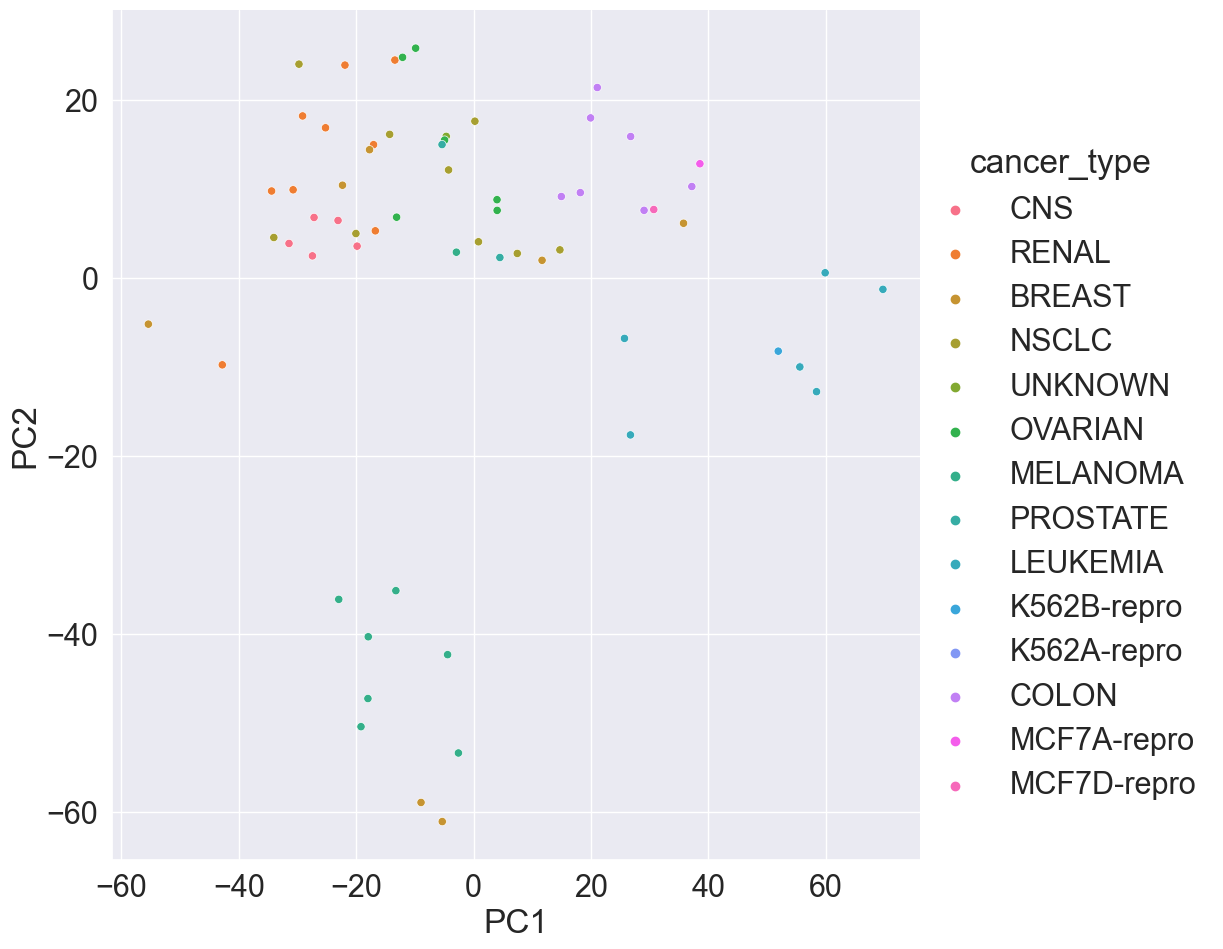 20
0
−20
−40
−60
PC2
−60
−40
−20
0
20
40
60
PC1
cancer_type
CNS
RENAL
BREAST
NSCLC
UNKNOWN
OVARIAN
MELANOMA
PROSTATE
LEUKEMIA
K562B-repro
K562A-repro
COLON
MCF7A-repro
MCF7D-repro